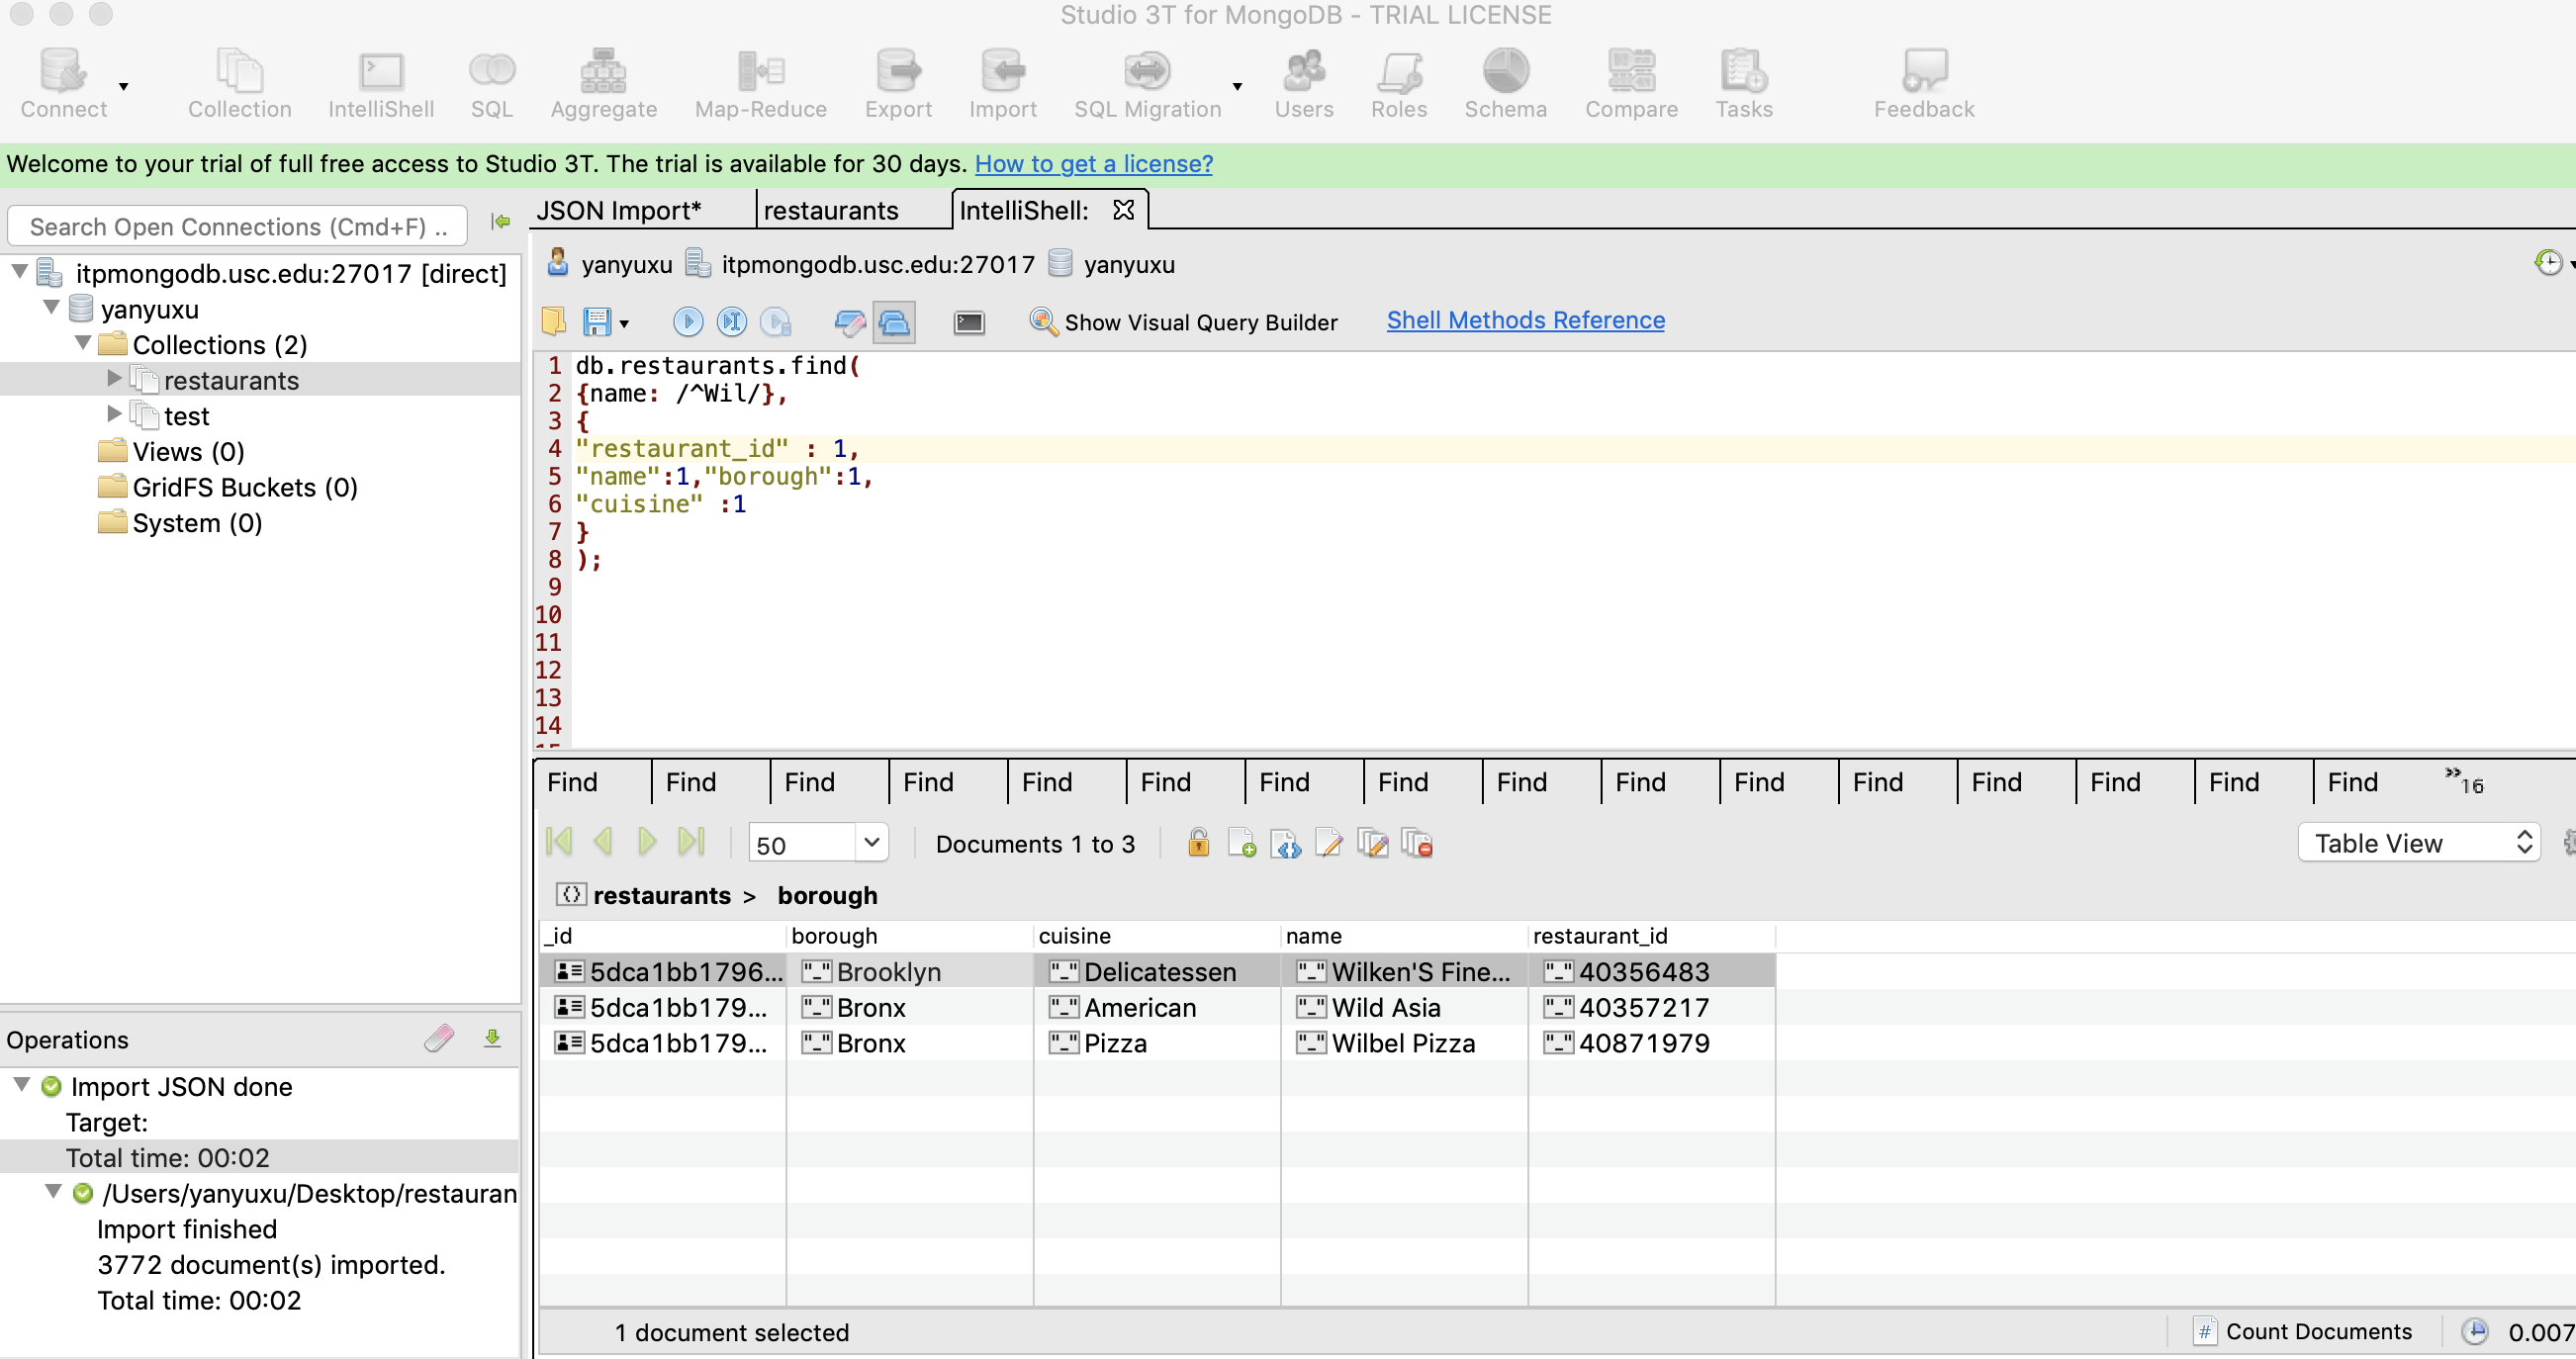 Studio 3T for MongoDB - TRIAL LICENSE
Connect Collection IntelliShell SQL Aggregate Map-Reduce Export Import SQL Migration Users Roles Schema Compare Tasks Feedback
Welcome to your trial of full free access to Studio 3T. The trial is available for 30 days. How to get a license?
Search Open Connections (Cmd+F) ..
itpmongodb.usc.edu:27017 [direct]
yanyuxu
Collections (2)
restaurants
test
Views (0)
GridFS Buckets (0)
System (0)
Operations
Import JSON done
Target:
Total time: 00:02
/Users/yanyuxu/Desktop/restauran
Import finished
3772 document(s) imported.
Total time: 00:02
JSON Import* restaurants IntelliShell:
yanyuxu itpmongodb.usc.edu:27017 yanyuxu
Show Visual Query Builder Shell Methods Reference
1 db.restaurants.find(
2 {name: /^Wil/},
3 {
4 "restaurant_id" : 1,
5 "name":1,"borough":1,
6 "cuisine" :1
7 }
8 );
9
10
11
12
13
14
15
Find Find Find Find Find Find Find Find Find Find Find Find Find Find Find Find »16
50 Documents 1 to 3 Table View
restaurants > borough
_id borough cuisine name restaurant_id
5dca1bb1796... "_" Brooklyn "_" Delicatessen "_" Wilken'S Fine... "_" 40356483
5dca1bb179... "_" Bronx "_" American "_" Wild Asia "_" 40357217
5dca1bb179... "_" Bronx "_" Pizza "_" Wilbel Pizza "_" 40871979
1 document selected # Count Documents 0.007